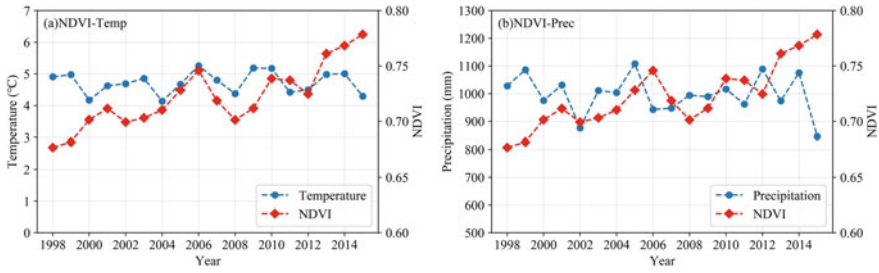 (a)NDVI-Temp
Temperature (℃)
7
6
5
4
3
2
1
0
0.80
0.75
0.70
0.65
0.60
NDVI
Temperature
NDVI
1998 2000 2002 2004 2006 2008 2010 2012 2014
Year
(b)NDVI-Prec
Precipitation (mm)
1300
1200
1100
1000
900
800
700
600
500
0.80
0.75
0.70
0.65
0.60
NDVI
Precipitation
NDVI
1998 2000 2002 2004 2006 2008 2010 2012 2014
Year